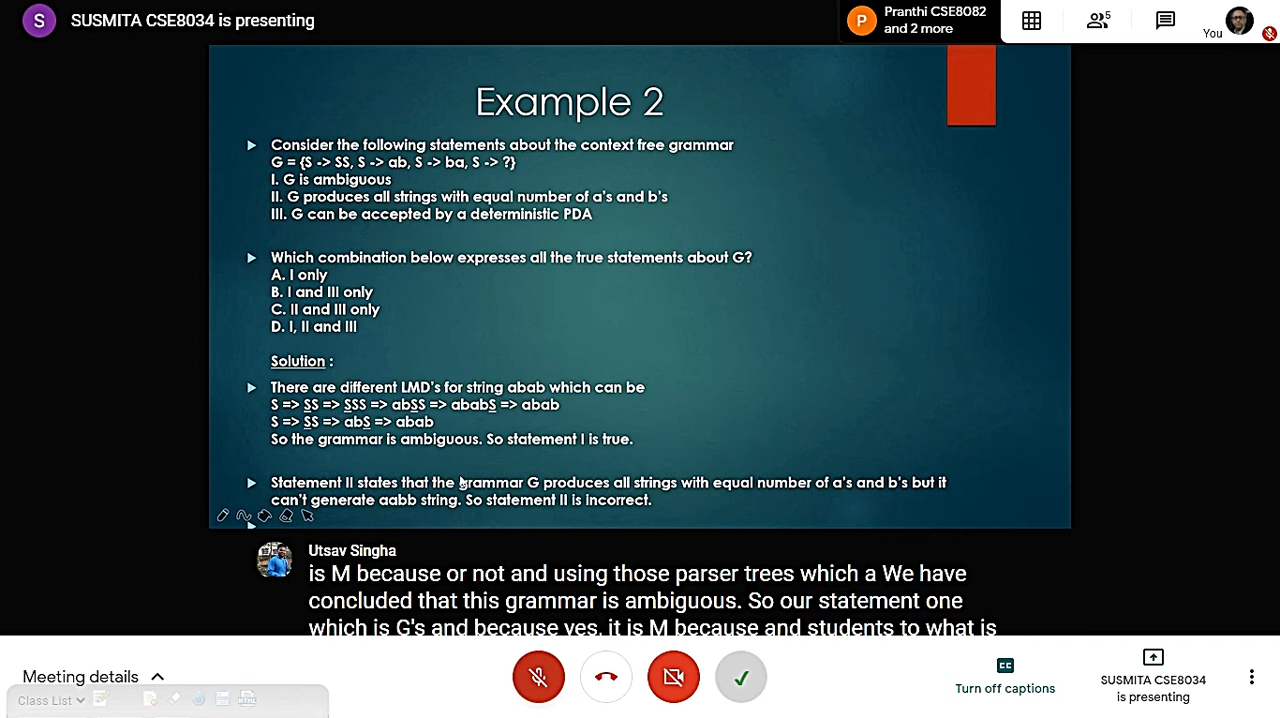 S
SUSMITA CSE8034 is presenting
P
Pranthi CSE8082
and 2 more
5
You
Example 2
Consider the following statements about the context free grammar
G = {S -> SS, S -> ab, S -> ba, S -> ?}
I. G is ambiguous
II. G produces all strings with equal number of a's and b's
III. G can be accepted by a deterministic PDA
Which combination below expresses all the true statements about G?
A. I only
B. I and III only
C. II and III only
D. I, II and III
Solution :
There are different LMD's for string abab which can be
S => SS => SSS => abSS => ababS => abab
S => SS => abS => abab
So the grammar is ambiguous. So statement I is true.
Statement II states that the grammar G produces all strings with equal number of a's and b's but it
can't generate aabb string. So statement II is incorrect.
Utsav Singha
is M because or not and using those parser trees which a We have
concluded that this grammar is ambiguous. So our statement one
which is G's and because yes, it is M because and students to what is
Meeting details
Class List
CC
Turn off captions
SUSMITA CSE8034
is presenting